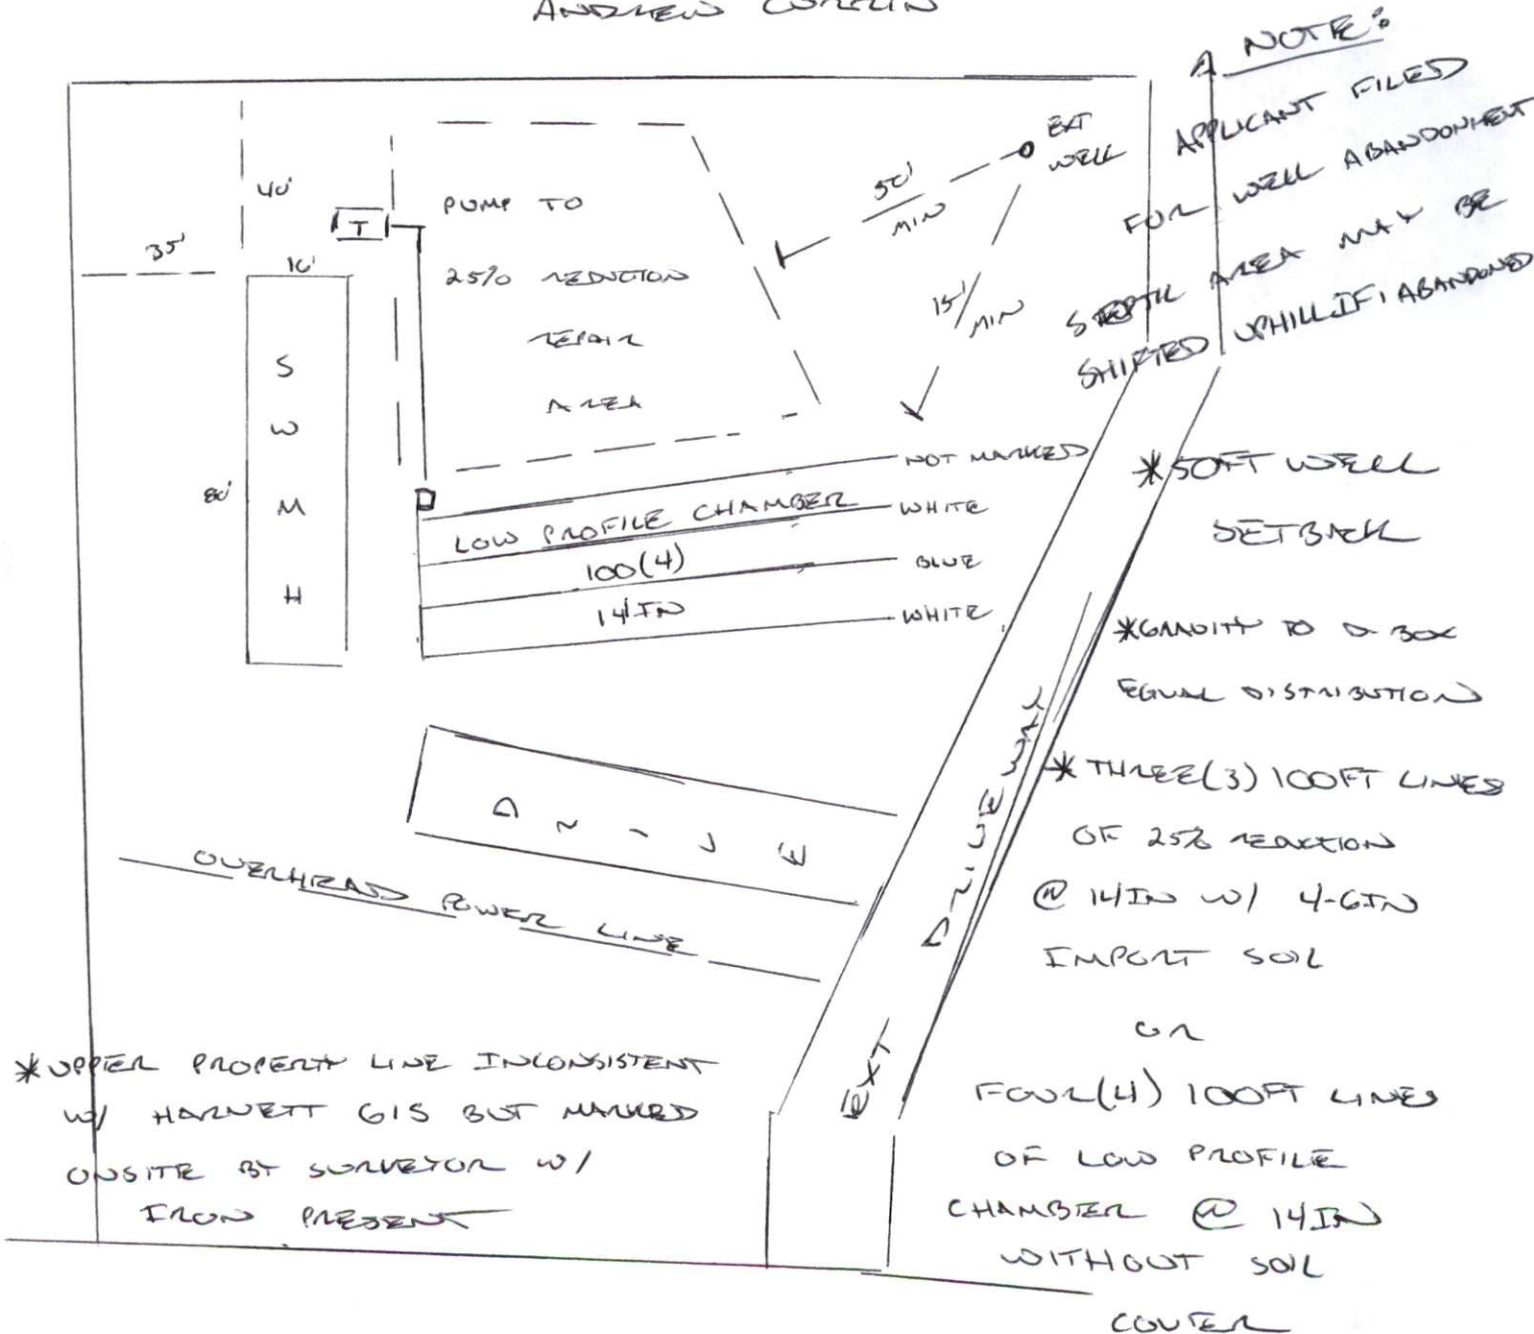 ANDREW
NOTE:
APPLICANT FILED
FOR WELL ABANDONMENT
SEPTIC AREA MAY BE
SHIFTED UPHILL IF ABANDONED
EXT
WELL
50'
MIN
15'
MIN
40'
35'
16'
80'
T
S
W
M
H
PUMP TO
25% REDUCTION
REPAIR
AREA
NOT MARKED
LOW PROFILE CHAMBER
WHITE
100(4)
BLUE
14IN
WHITE
*50FT WELL
SETBACK
*GRAVITY TO D-BOX
EQUAL DISTRIBUTION
*THREE(3) 100FT LINES
OF 25% REDUCTION
@ 14IN W/ 4-6IN
IMPORT SOIL
OR
FOUR(4) 100FT LINES
OF LOW PROFILE
CHAMBER @ 14IN
WITHOUT SOIL
COVER
DRIVE
EXT DRIVEWAY
OVERHEAD POWER LINE
*UPPER PROPERTY LINE INCONSISTENT
W/ HARNETT GIS BUT MARKED
ONSITE BY SURVEYOR W/
IRON PRESENT